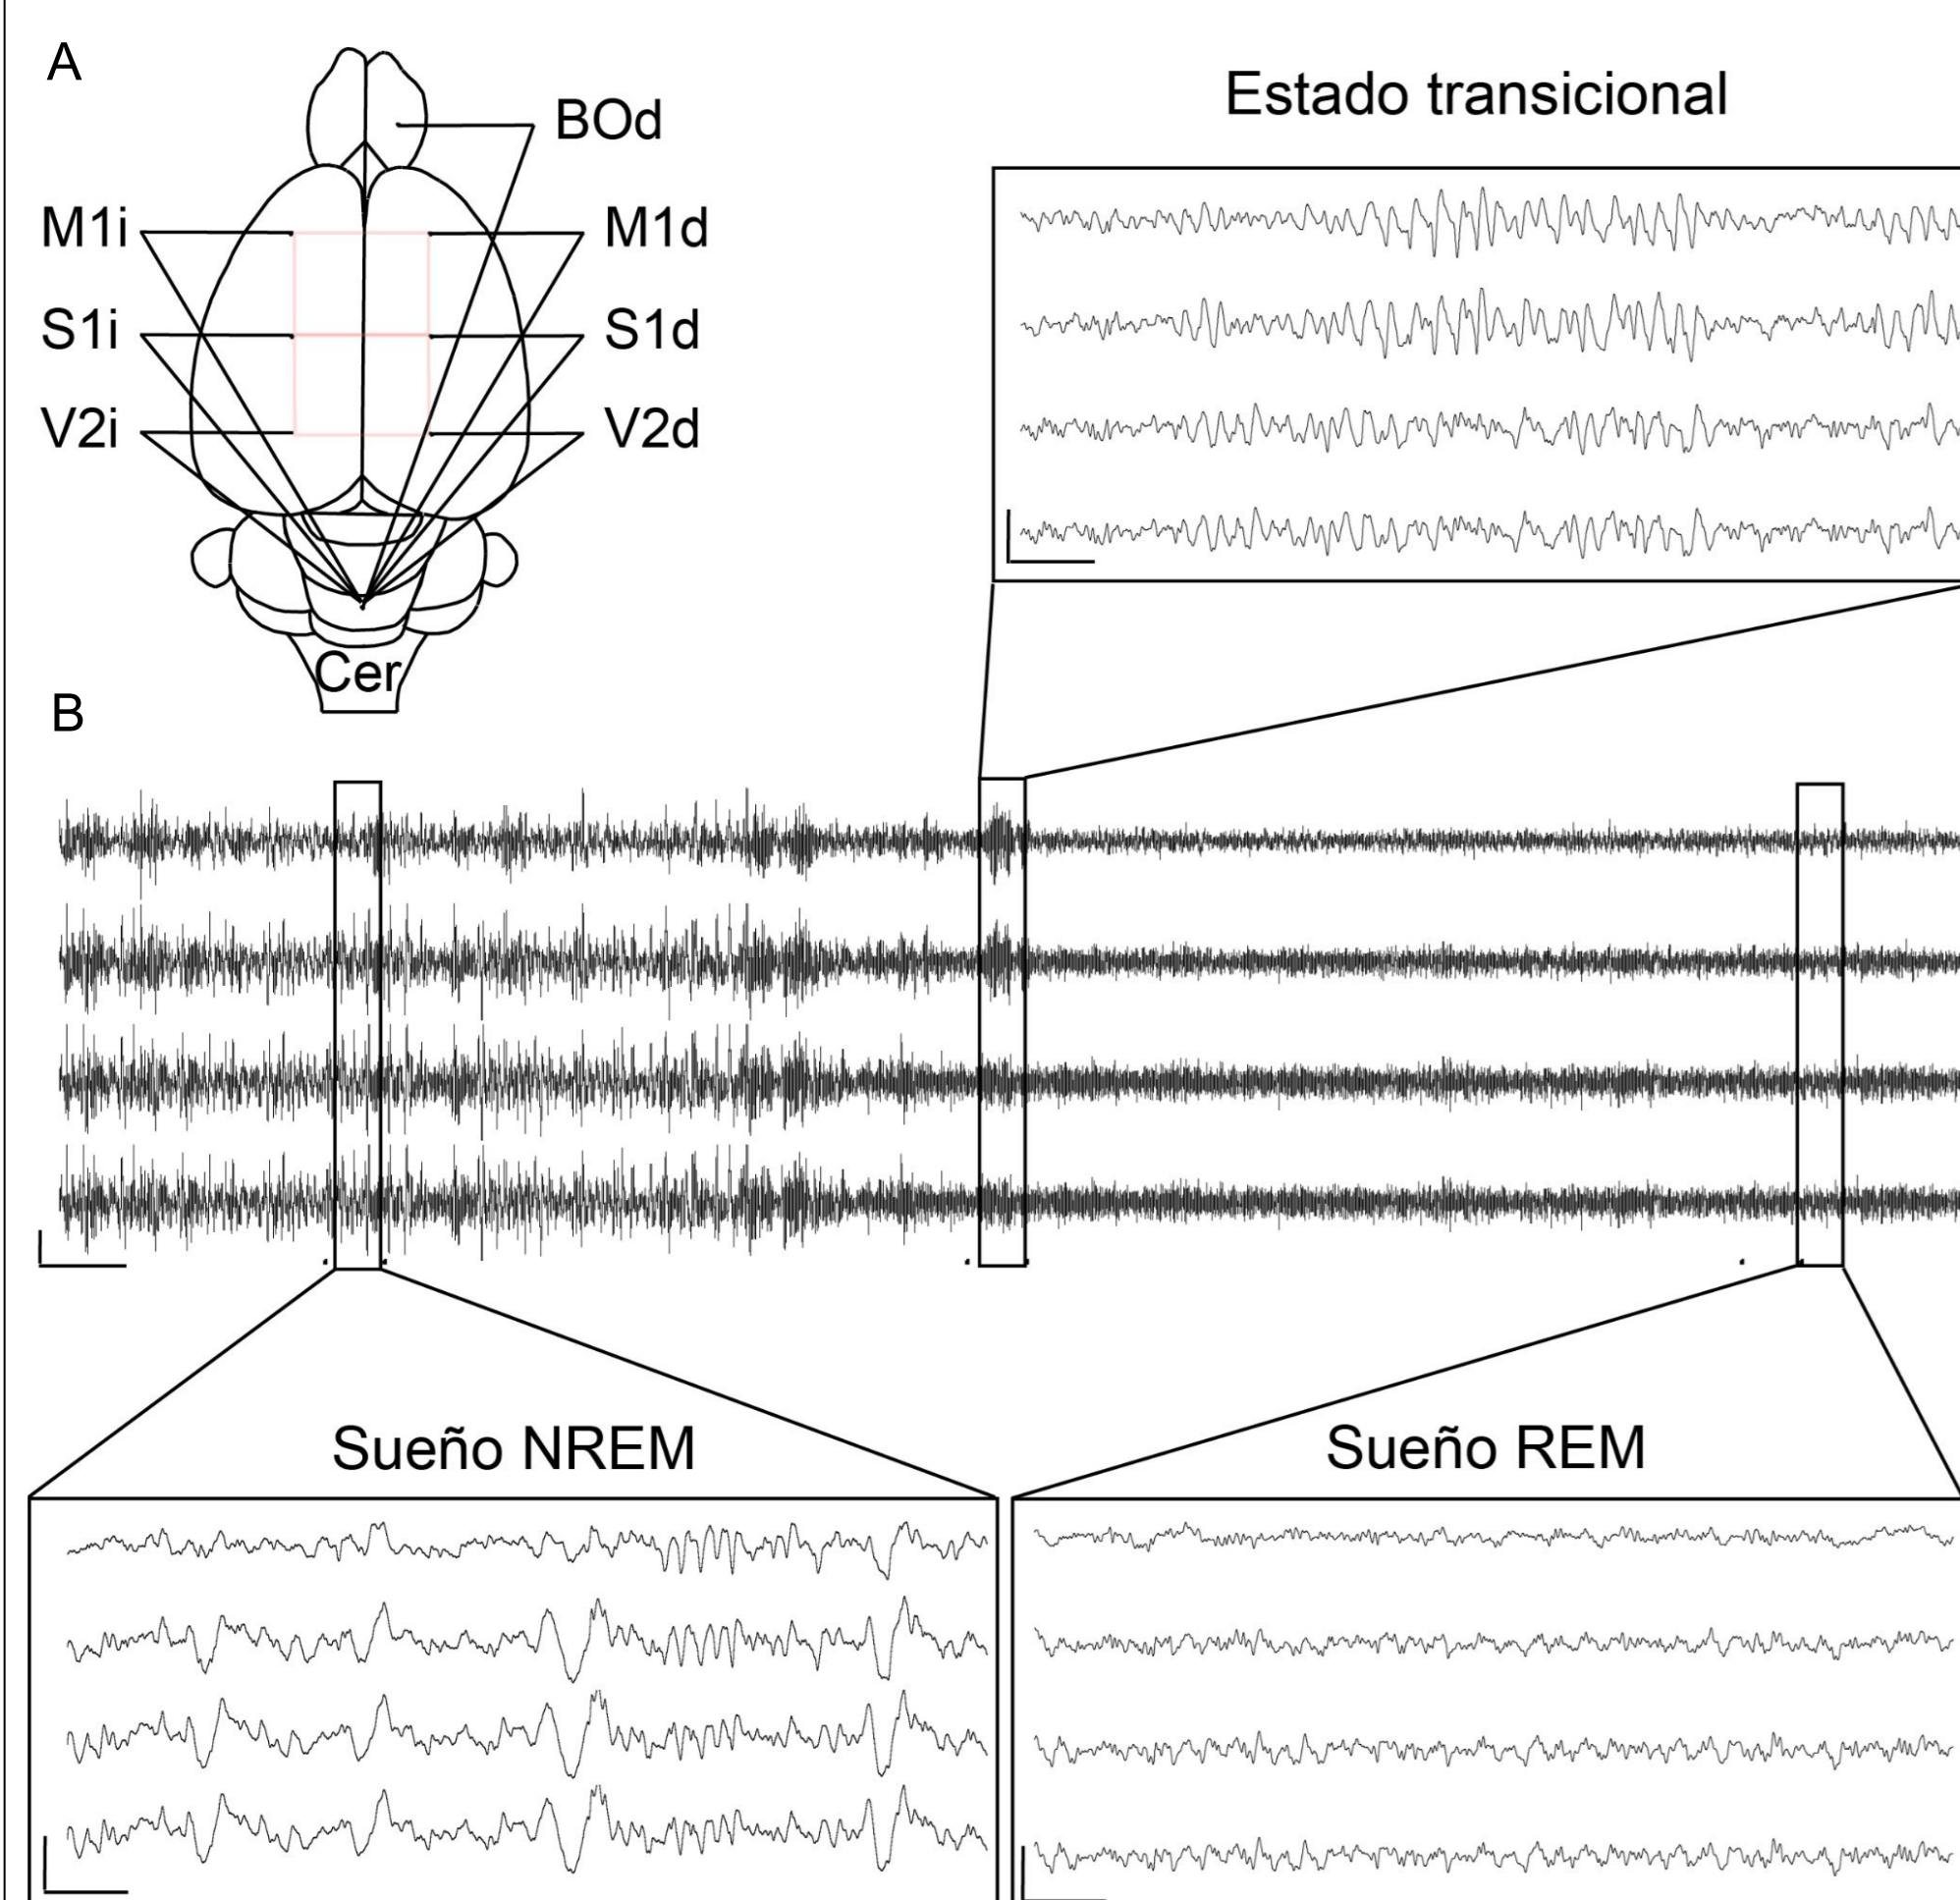 A
BOd
M1i
M1d
S1i
S1d
V2i
V2d
Cer
Estado transicional
B
Sueño NREM
Sueño REM